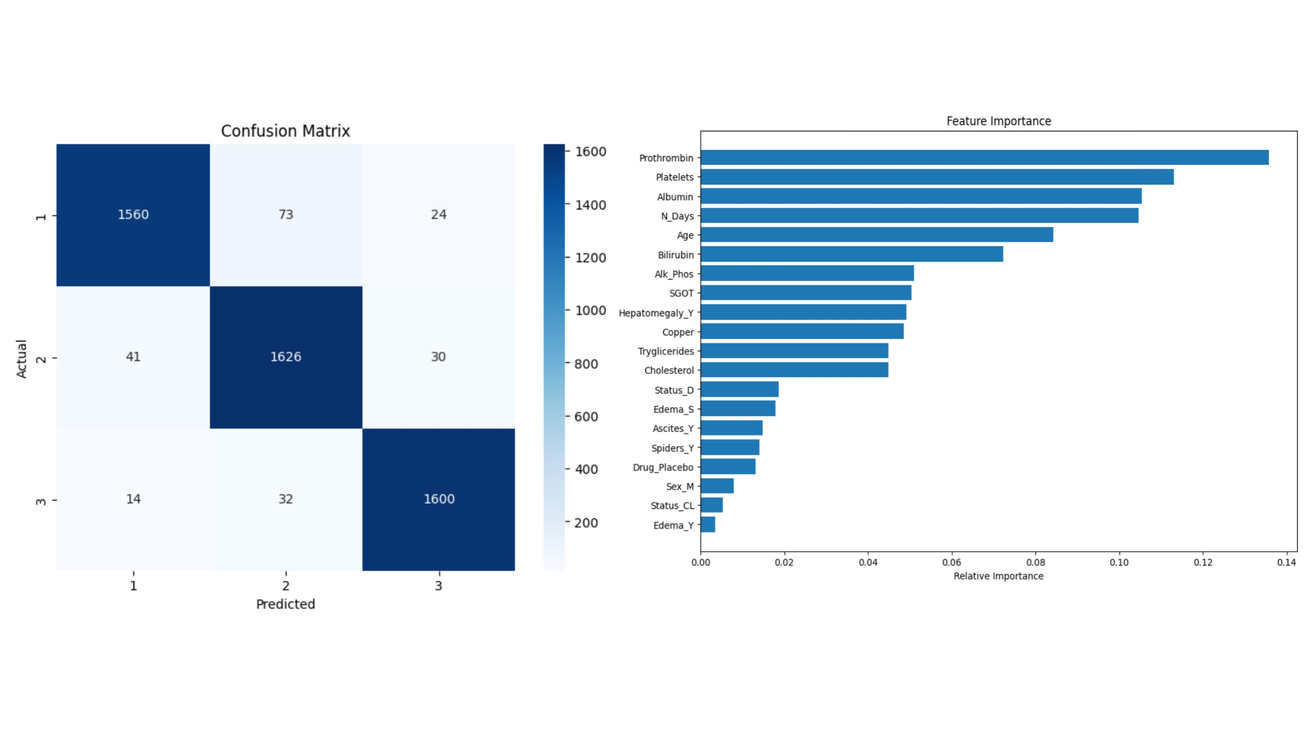 Confusion Matrix
1560 73 24
41 1626 30
14 32 1600
1
2
3
Actual
1 2 3
Predicted
1600
1400
1200
1000
800
600
400
200
Feature Importance
Prothrombin
Platelets
Albumin
N_Days
Age
Bilirubin
Alk_Phos
SGOT
Hepatomegaly_Y
Copper
Tryglicerides
Cholesterol
Status_D
Edema_S
Ascites_Y
Spiders_Y
Drug_Placebo
Sex_M
Status_CL
Edema_Y
0.00 0.02 0.04 0.06 0.08 0.10 0.12 0.14
Relative Importance